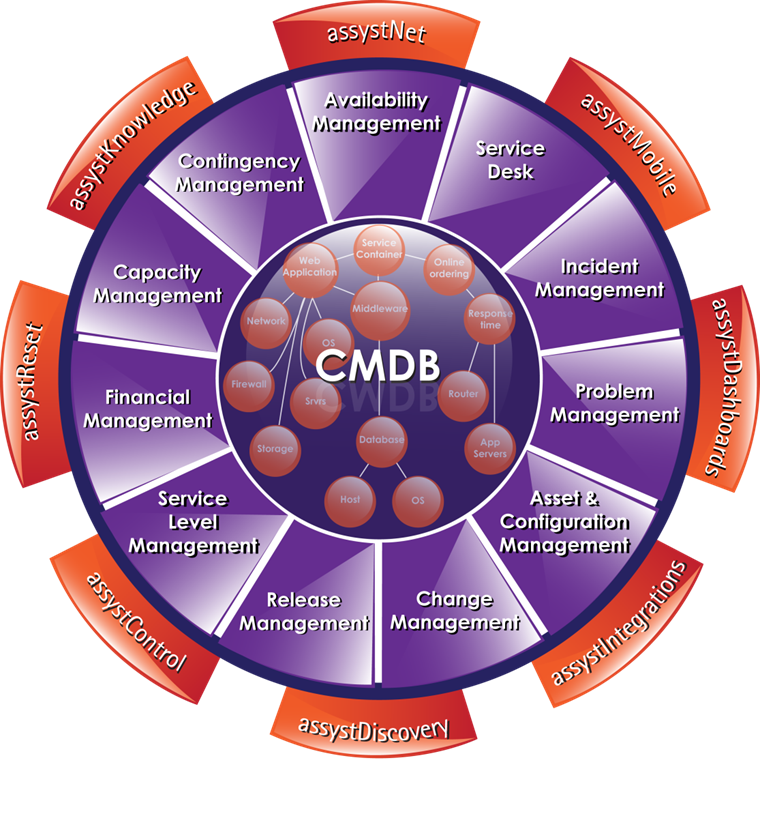 assystNet
assystMobile
assystDashboards
assystIntegrations
assystDiscovery
assystControl
assystReset
assystKnowledge
Availability
Management
Service
Desk
Incident
Management
Problem
Management
Asset &
Configuration
Management
Change
Management
Release
Management
Service
Level
Management
Financial
Management
Capacity
Management
Contingency
Management
Service
Container
Web
Application
Online
ordering
Middleware
Response
time
Network
OS
CMDB
Firewall
Srvrs
Router
Storage
Database
App
Servers
Host
OS